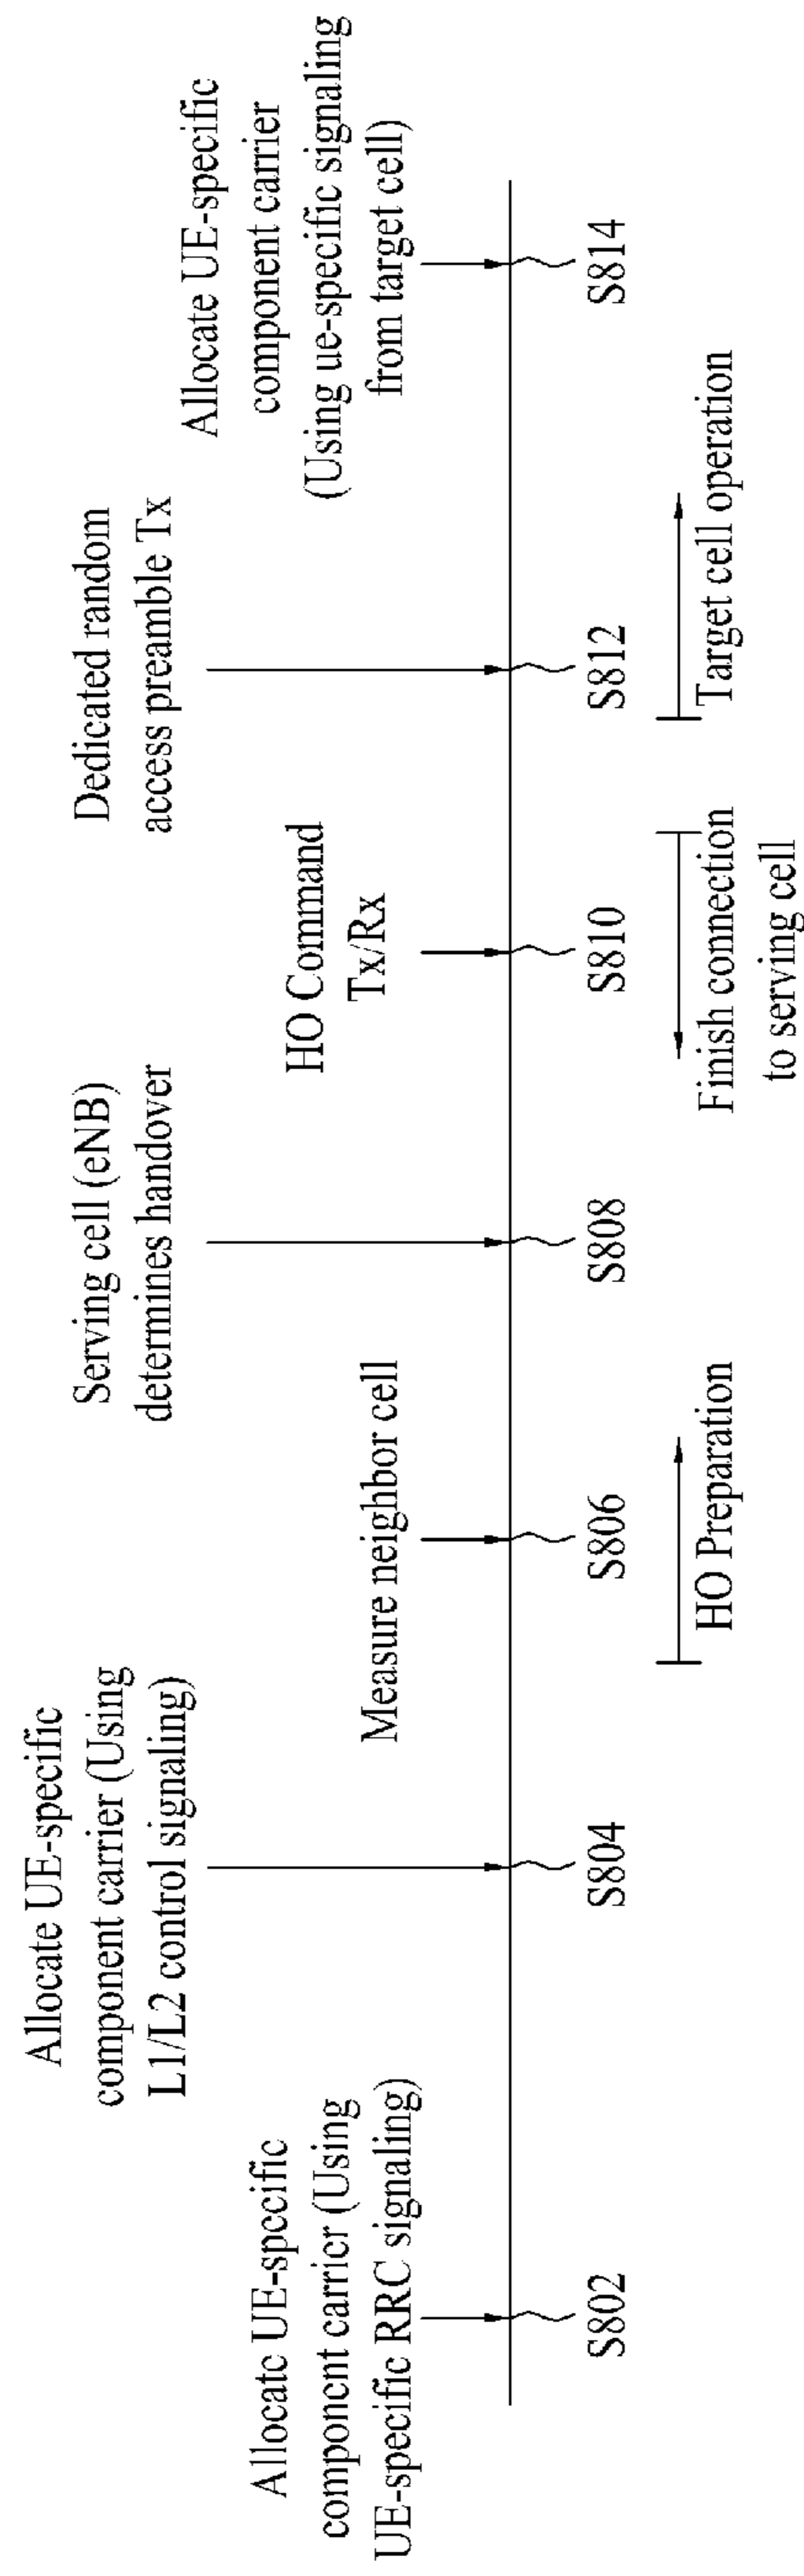 Allocate UE-specific
component carrier (Using
UE-specific RRC signaling)
S802
Allocate UE-specific
component carrier (Using
L1/L2 control signaling)
S804
Measure neighbor cell
S806
HO Preparation
Serving cell (eNB)
determines handover
S808
HO Command
Tx/Rx
S810
Finish connection
to serving cell
Dedicated random
access preamble Tx
S812
Target cell operation
Allocate UE-specific
component carrier
(Using ue-specific signaling
from target cell)
S814